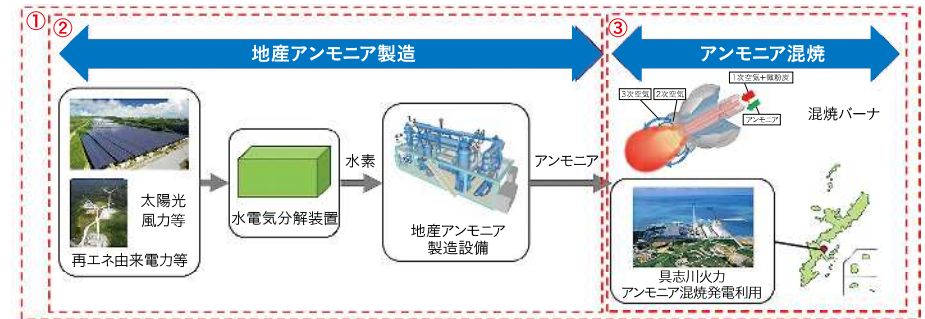 ①
②
地産アンモニア製造
③
アンモニア混焼
太陽光
風力等
再エネ由来電力等
水電気分解装置
水素
地産アンモニア
製造設備
アンモニア
1次空気+微粉炭
3次空気
2次空気
アンモニア
混焼バーナ
具志川火力
アンモニア混焼発電利用